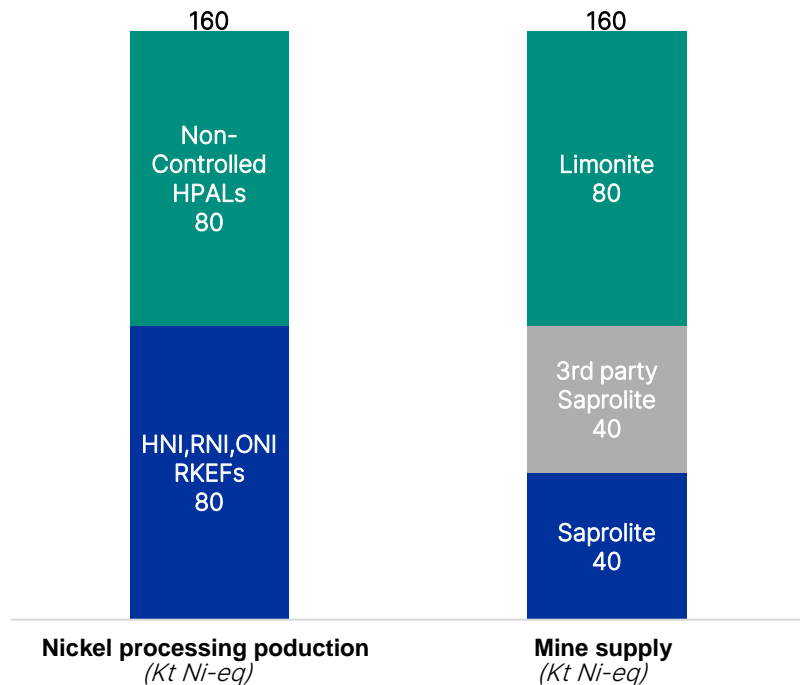 160
Non-
Controlled
HPALs
80
HNI,RNI,ONI
RKEFs
80
Nickel processing poduction
(Kt Ni-eq)
160
Limonite
80
3rd party
Saprolite
40
Saprolite
40
Mine supply
(Kt Ni-eq)